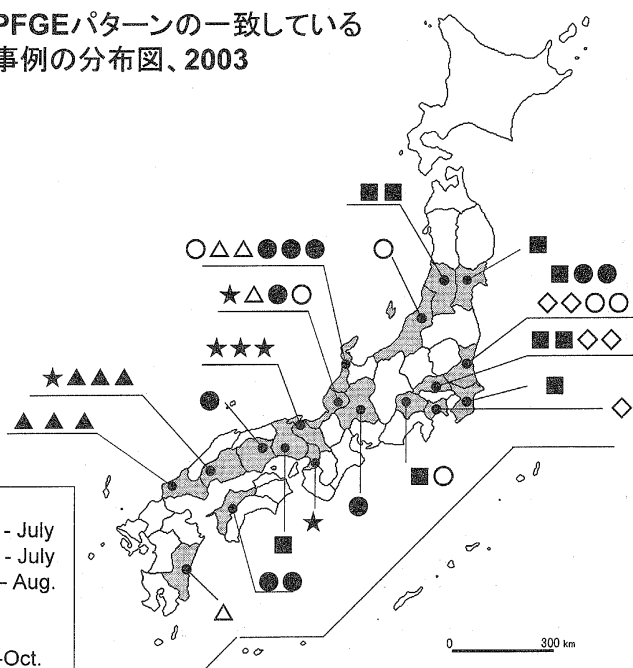 PFGEパターンの一致している
事例の分布図、2003
- July
- July
– Aug.
-Oct.
0 300 km